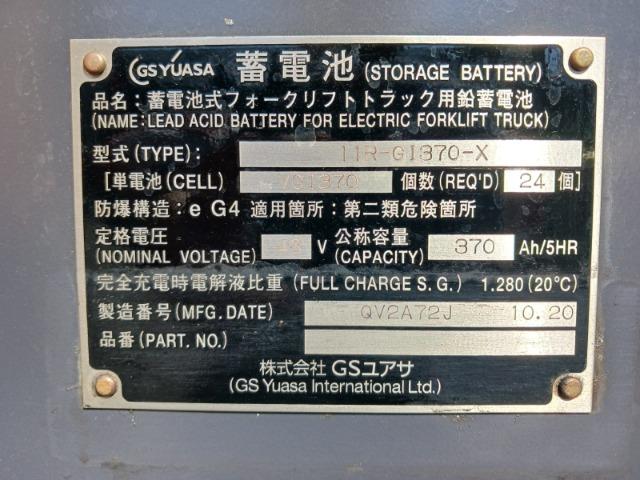 GS YUASA 蓄電池 (STORAGE BATTERY)
品名：蓄電池式フォークリフトトラック用鉛蓄電池
(NAME: LEAD ACID BATTERY FOR ELECTRIC FORKLIFT TRUCK)
型式 (TYPE)： 11R-GI370-X
[単電池 (CELL) 個数 (REQ'D) 24 個]
防爆構造：e G4 適用箇所：第二類危険箇所
定格電圧 V 公称容量 370 Ah/5HR
(NOMINAL VOLTAGE) (CAPACITY)
完全充電時電解液比重 (FULL CHARGE S. G.) 1.280 (20°C)
製造番号 (MFG. DATE) QV2A72J 10.20
品番 (PART. NO.)
株式会社 GSユアサ
(GS Yuasa International Ltd.)